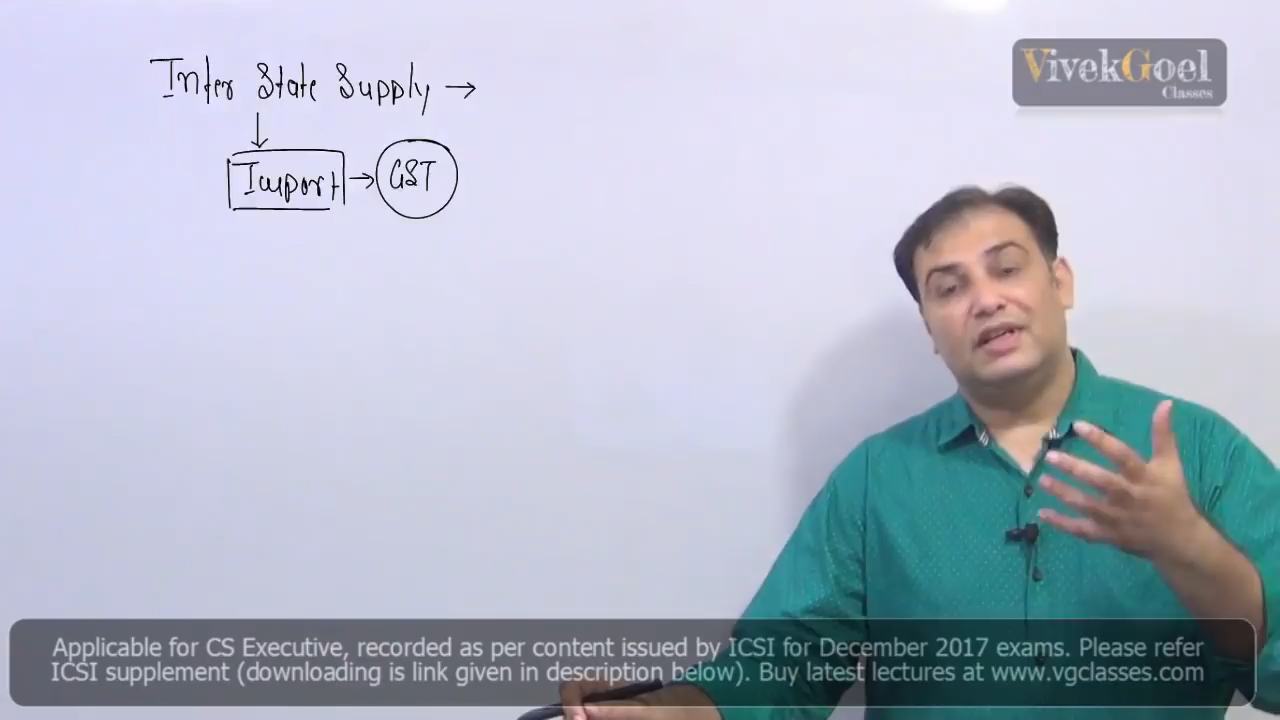 Inter State Supply →
Import → GST
VivekGoel
Classes
Applicable for CS Executive, recorded as per content issued by ICSI for December 2017 exams. Please refer
ICSI supplement (downloading is link given in description below). Buy latest lectures at www.vgclasses.com